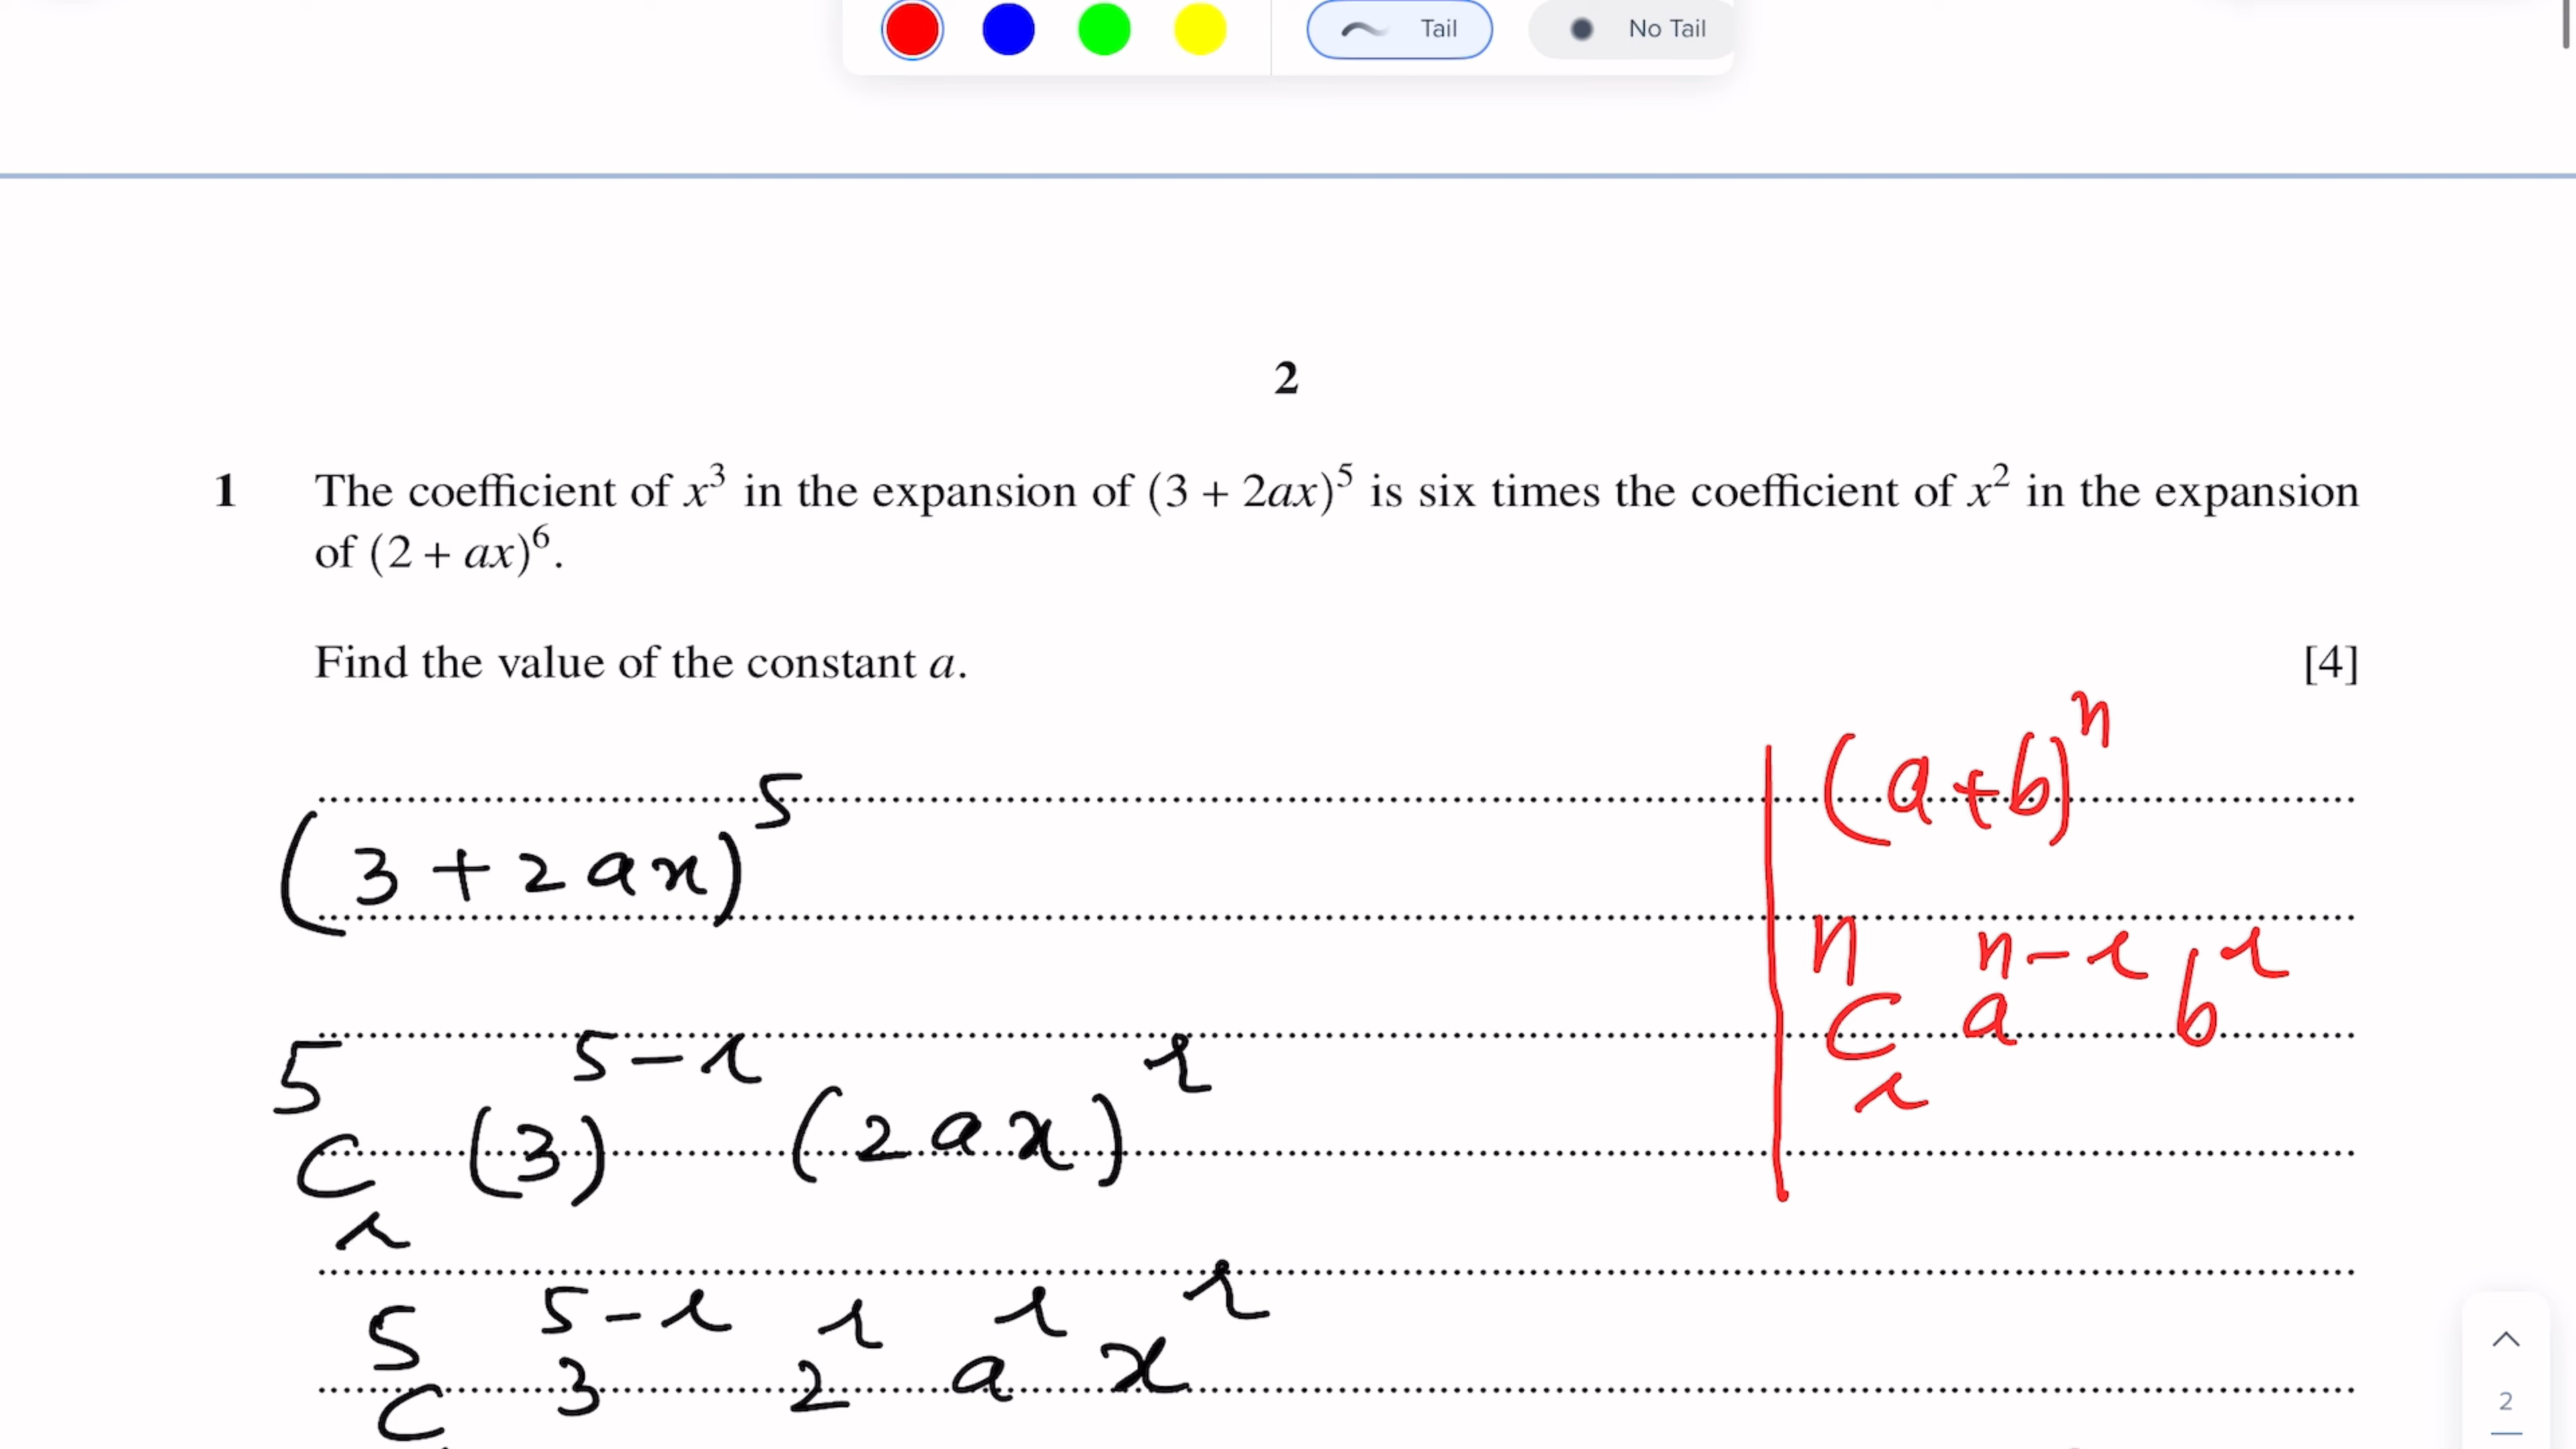 Tail No Tail
2
1 The coefficient of x³ in the expansion of (3 + 2ax)⁵ is six times the coefficient of x² in the expansion
of (2 + ax)⁶.
Find the value of the constant a. [4]
(3 + 2ax)⁵
(a+b)ⁿ
ⁿCᵣ aⁿ⁻ʳ bʳ
⁵Cᵣ (3)⁵⁻ʳ (2ax)ʳ
⁵C 3⁵⁻ʳ 2ʳ aʳ xʳ
2